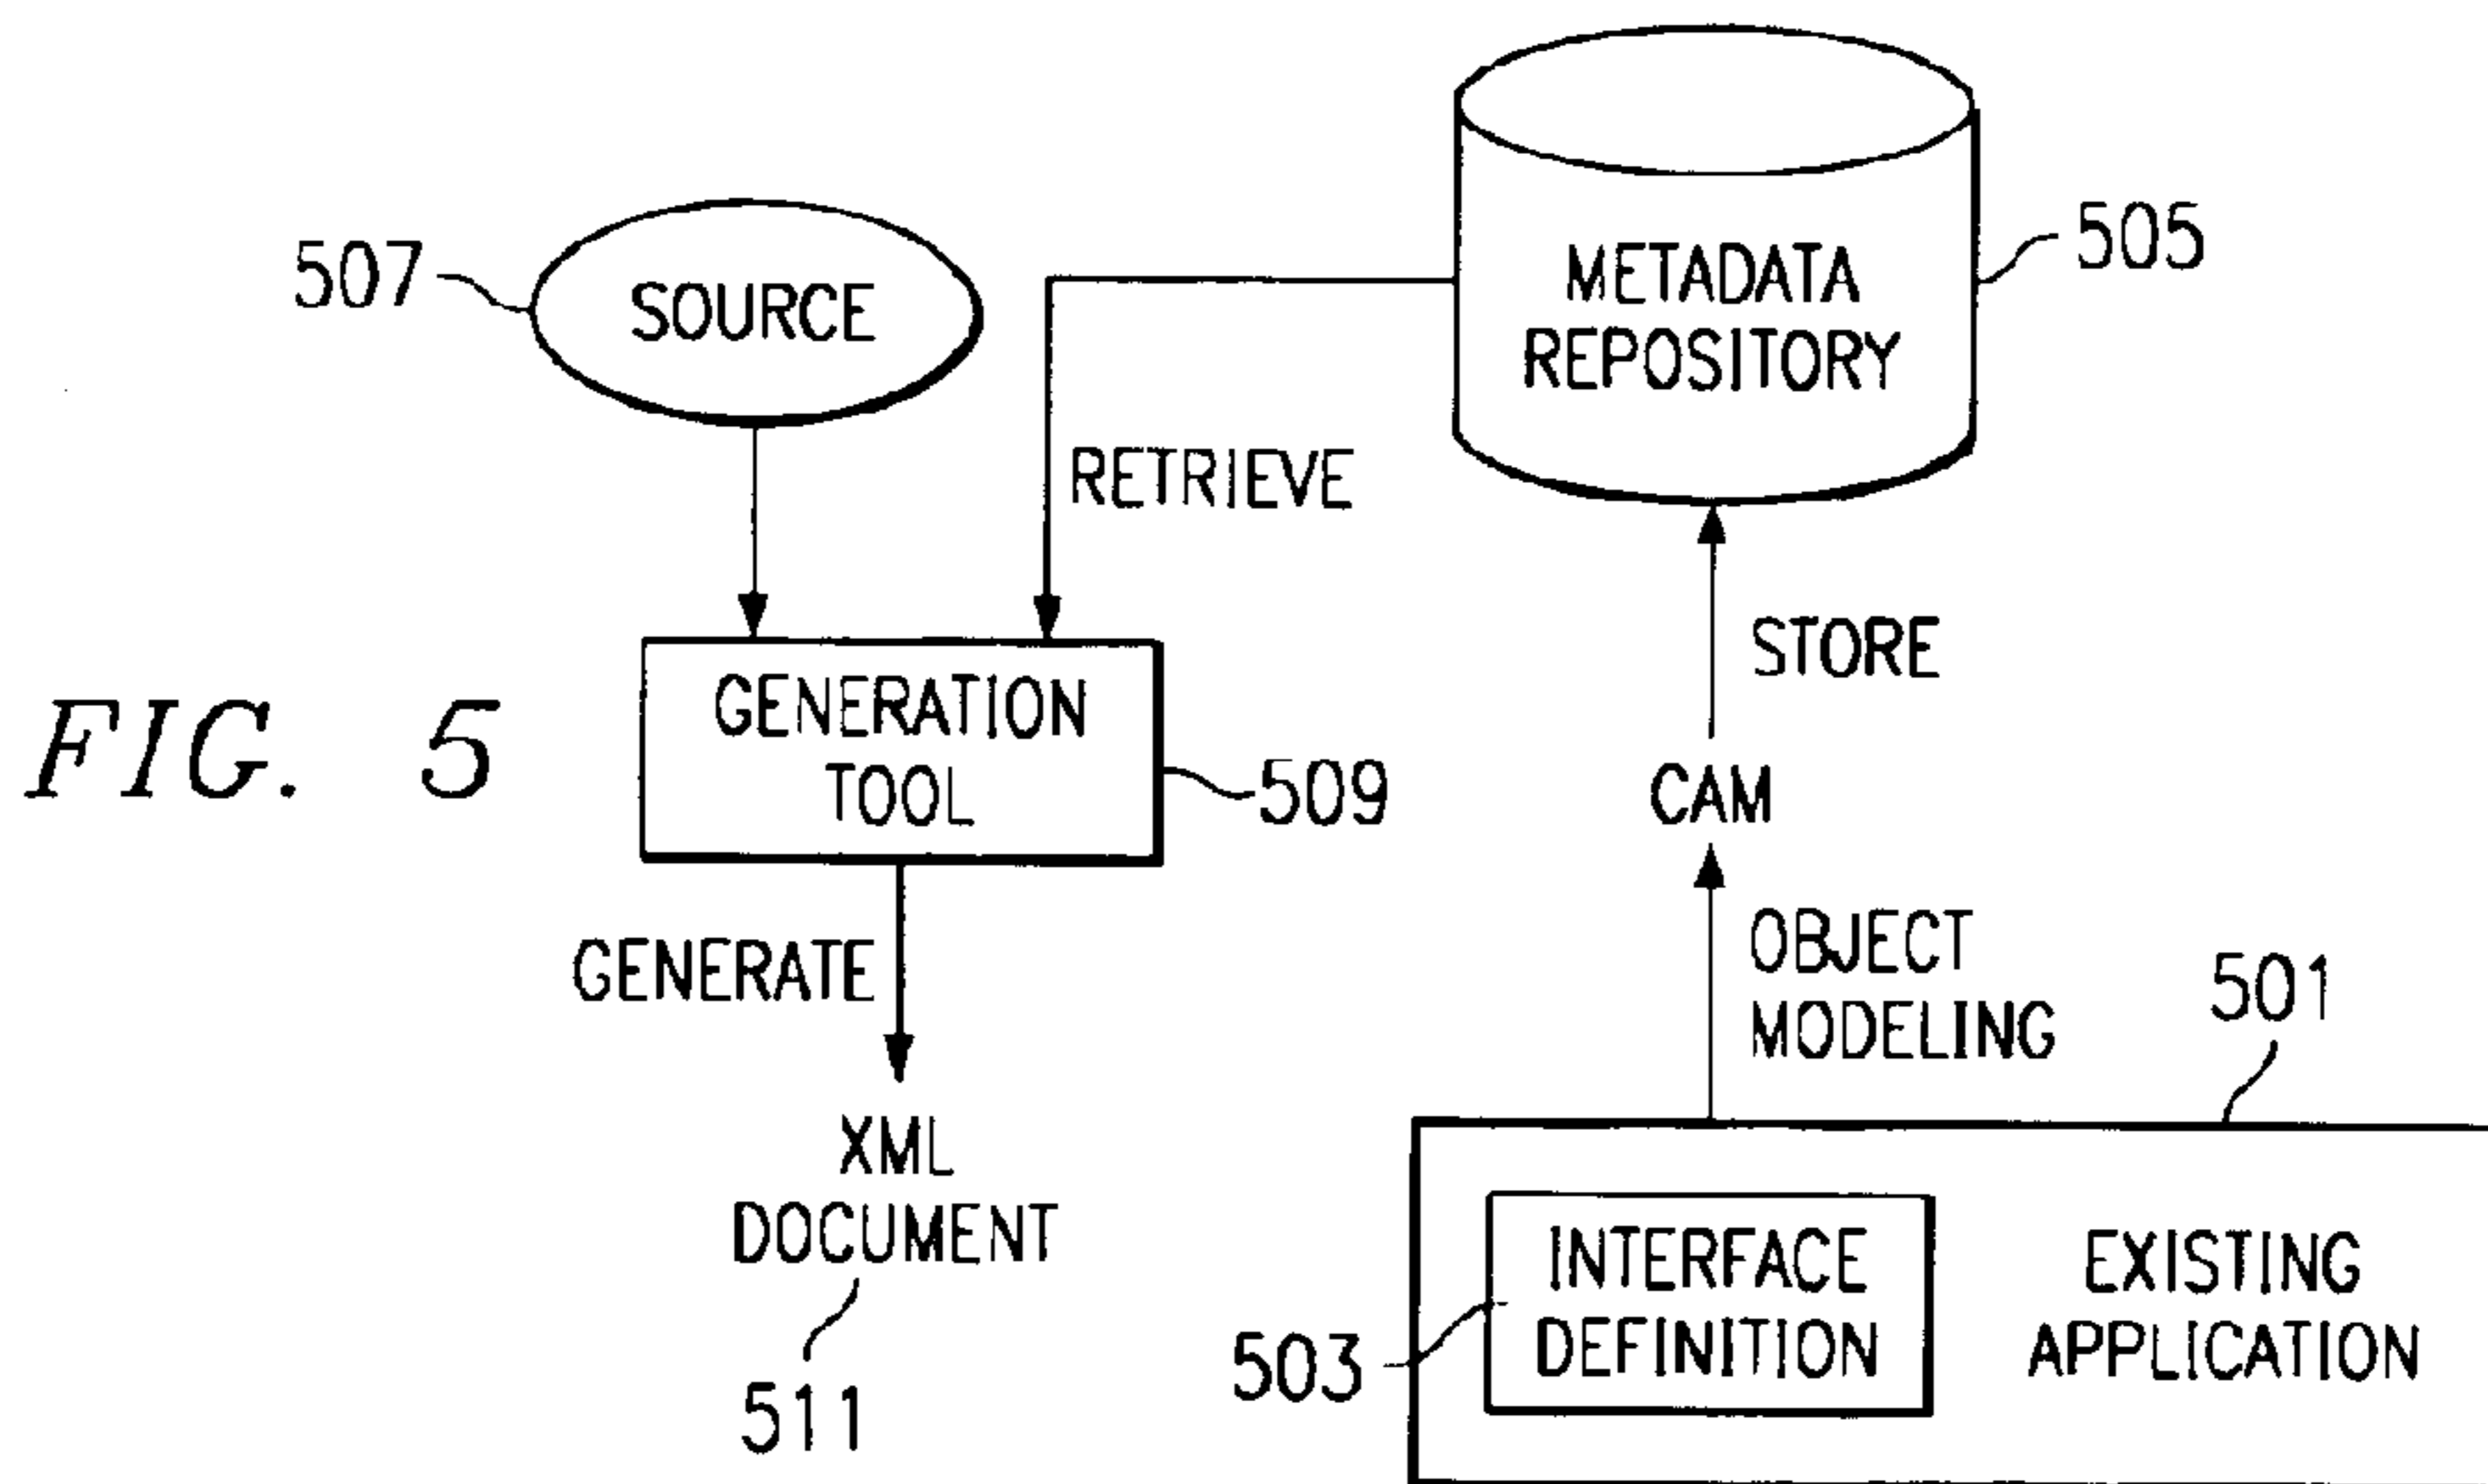 505
507
SOURCE
METADATA
REPOSITORY
RETRIEVE
STORE
FIG. 5
GENERATION
TOOL
509
CAM
GENERATE
OBJECT
MODELING
501
XML
DOCUMENT
INTERFACE
DEFINITION
EXISTING
APPLICATION
503
511